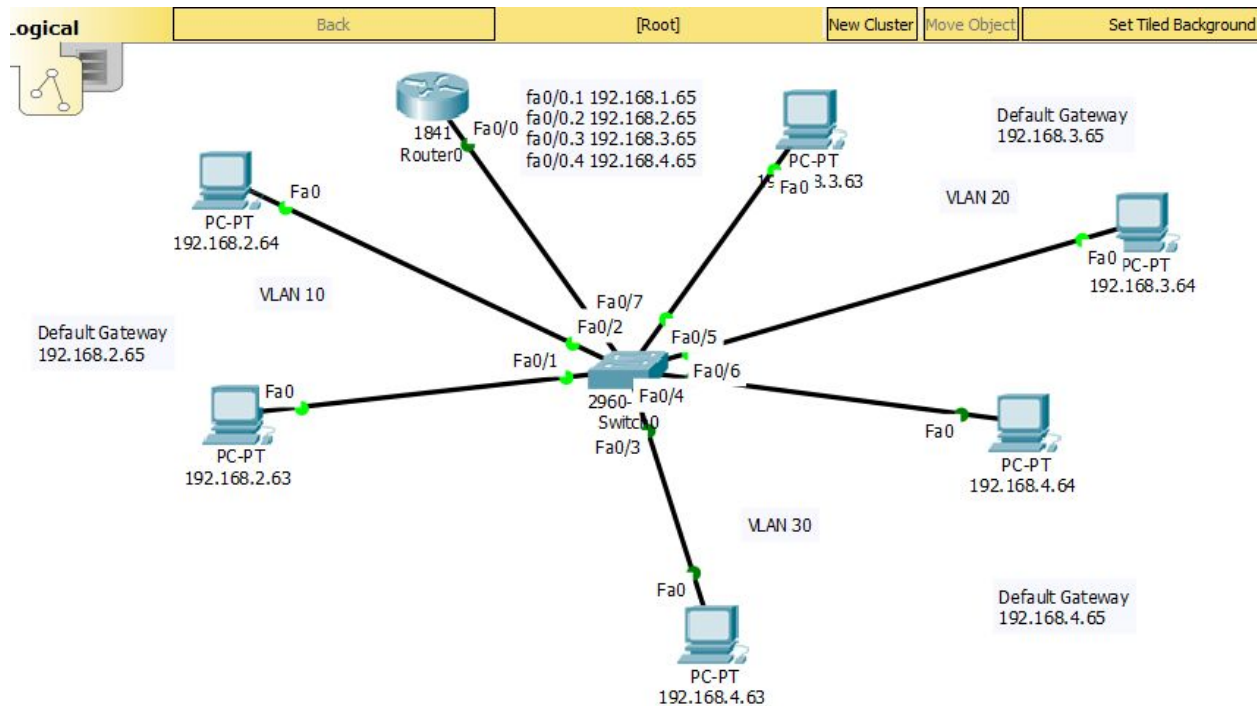 ogical
Back
[Root]
New Cluster
Move Object
Set Tiled Background
1841
Router0
Fa0/0
fa0/0.1 192.168.1.65
fa0/0.2 192.168.2.65
fa0/0.3 192.168.3.65
fa0/0.4 192.168.4.65
PC-PT
3.63
Fa0
Default Gateway
192.168.3.65
Fa0
PC-PT
192.168.2.64
VLAN 20
Fa0
PC-PT
192.168.3.64
VLAN 10
Default Gateway
192.168.2.65
Fa0/7
Fa0/2
Fa0/1
Fa0/5
Fa0/6
Fa0/4
2960-
Switch0
Fa0/3
Fa0
PC-PT
192.168.2.63
Fa0
PC-PT
192.168.4.64
VLAN 30
Fa0
PC-PT
192.168.4.63
Default Gateway
192.168.4.65